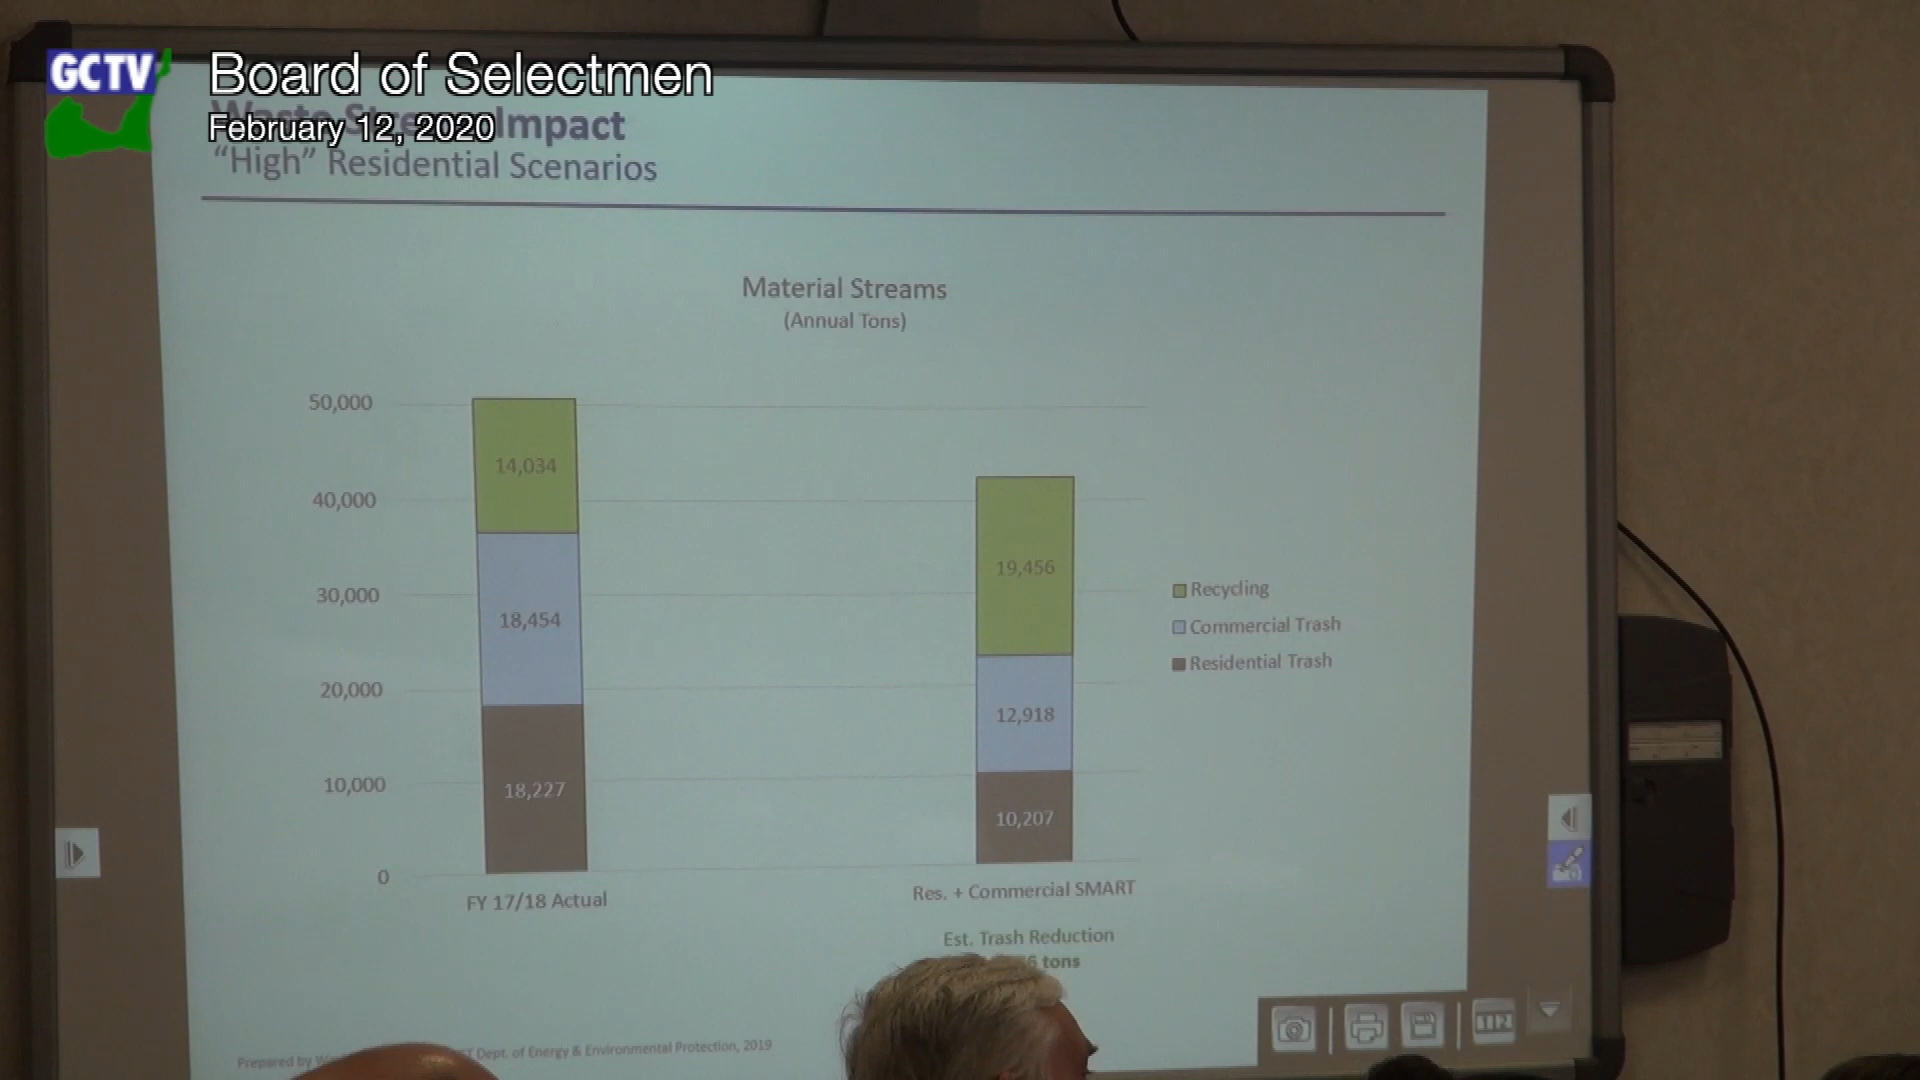 GCTV
Board of Selectmen
February 12, 2020
Impact
"High" Residential Scenarios
Material Streams
(Annual Tons)
50,000
40,000
30,000
20,000
10,000
0
14,034
18,454
18,227
19,456
12,918
10,207
Recycling
Commercial Trash
Residential Trash
FY 17/18 Actual
Res. + Commercial SMART
Est. Trash Reduction
tons
Prepared by
Dept. of Energy & Environmental Protection, 2019